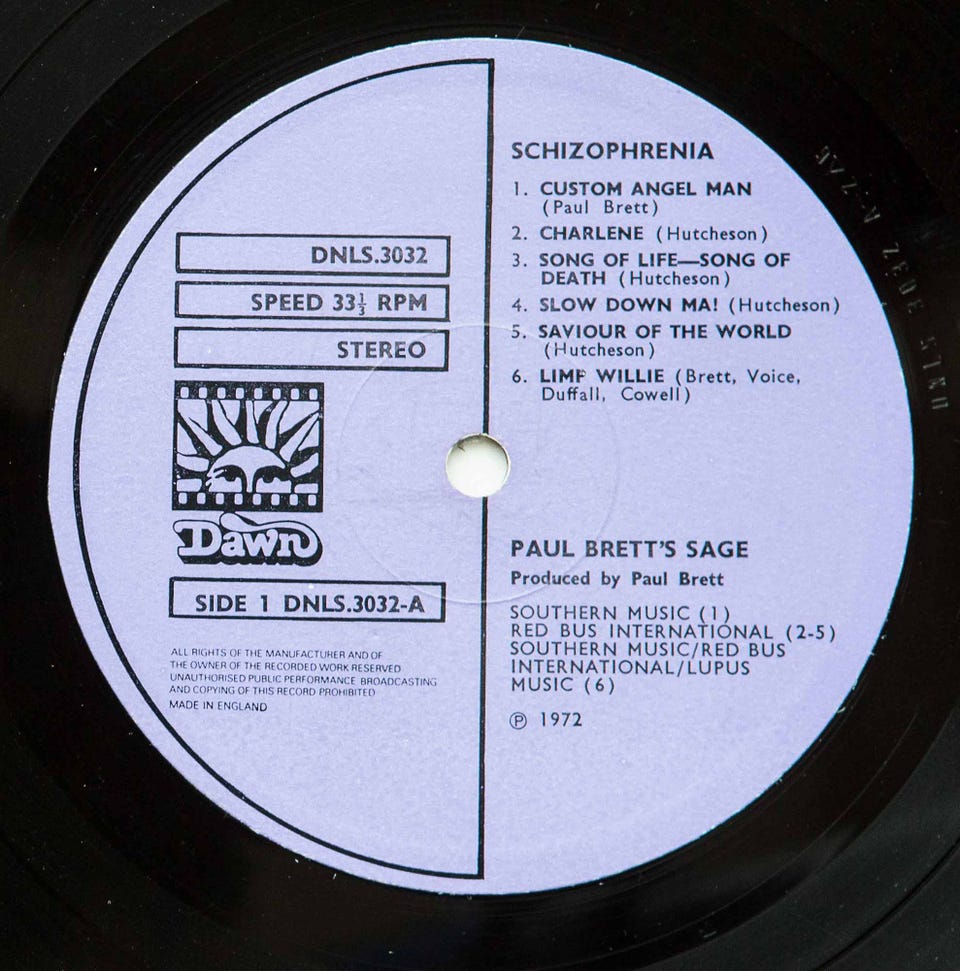 DNLS.3032
SPEED 33⅓ RPM
STEREO
Dawn
SIDE 1 DNLS.3032-A
ALL RIGHTS OF THE MANUFACTURER AND OF
THE OWNER OF THE RECORDED WORK RESERVED
UNAUTHORISED PUBLIC PERFORMANCE BROADCASTING
AND COPYING OF THIS RECORD PROHIBITED
MADE IN ENGLAND
SCHIZOPHRENIA
1. CUSTOM ANGEL MAN
(Paul Brett)
2. CHARLENE (Hutcheson)
3. SONG OF LIFE—SONG OF
DEATH (Hutcheson)
4. SLOW DOWN MA! (Hutcheson)
5. SAVIOUR OF THE WORLD
(Hutcheson)
6. LIMP WILLIE (Brett, Voice,
Duffall, Cowell)
PAUL BRETT'S SAGE
Produced by Paul Brett
SOUTHERN MUSIC (1)
RED BUS INTERNATIONAL (2-5)
SOUTHERN MUSIC/RED BUS
INTERNATIONAL/LUPUS
MUSIC (6)
℗ 1972